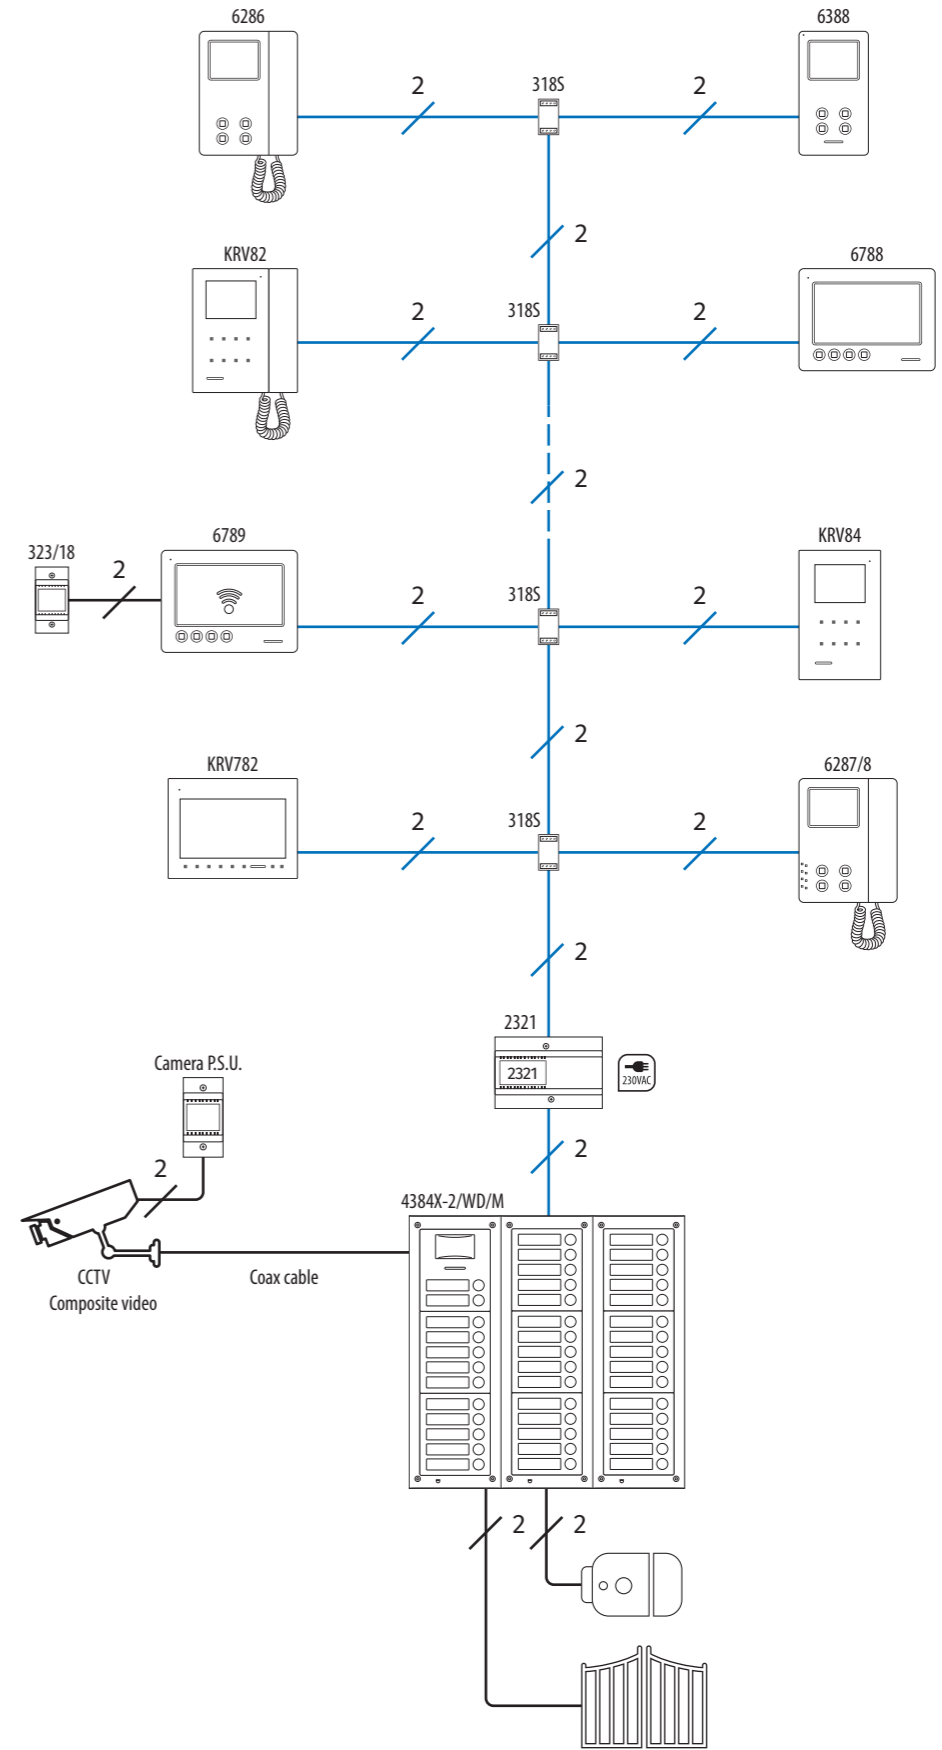 6286
6388
2
318S
2
2
KRV82
6788
2
318S
2
2
6789
KRV84
323/18
2
2
318S
2
2
KRV782
6287/8
2
318S
2
2
2321
2321
230VAC
Camera P.S.U.
2
2
4384X-2/WD/M
CCTV
Composite video
Coax cable
2
2